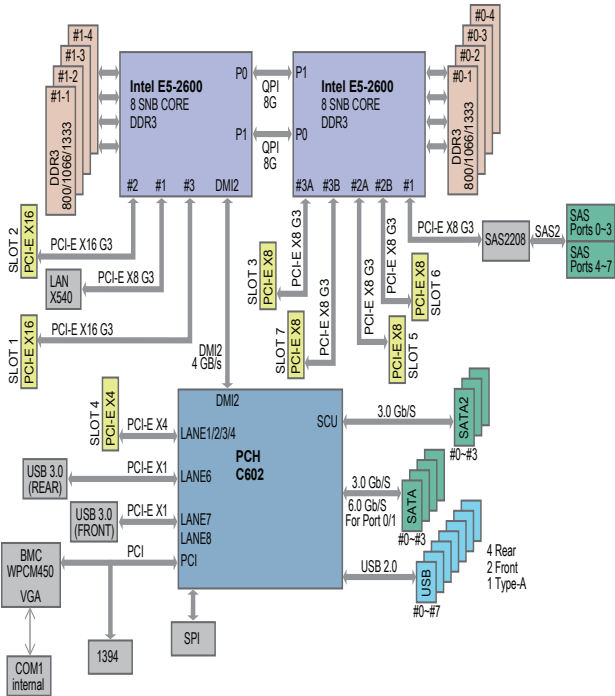 #1-4
#1-3
#1-2
#1-1
DDR3
800/1066/1333
Intel E5-2600
8 SNB CORE
DDR3
P0
P1
#2
#1
#3
DMI2
QPI
8G
QPI
8G
Intel E5-2600
8 SNB CORE
DDR3
P1
P0
#3A
#3B
#2A
#2B
#1
#0-4
#0-3
#0-2
#0-1
DDR3
800/1066/1333
SLOT 2
PCI-E X16
PCI-E X16 G3
LAN
X540
PCI-E X8 G3
SLOT 1
PCI-E X16
PCI-E X16 G3
DMI2
4 GB/s
SLOT 3
PCI-E X8
PCI-E X8 G3
SLOT 7
PCI-E X8
PCI-E X8 G3
PCI-E X8 G3
PCI-E X8
SLOT 5
PCI-E X8 G3
PCI-E X8
SLOT 6
PCI-E X8 G3
SAS2208
SAS2
SAS
Ports 0~3
SAS
Ports 4~7
SLOT 4
PCI-E X4
PCI-E X4
USB 3.0
(REAR)
PCI-E X1
USB 3.0
(FRONT)
PCI-E X1
BMC
WPCM450
VGA
PCI
COM1
internal
1394
SPI
DMI2
LANE1/2/3/4
LANE6
LANE7
LANE8
PCI
PCH
C602
SCU
3.0 Gb/S
SATA2
#0~#3
3.0 Gb/S
6.0 Gb/S
For Port 0/1
SATA
#0~#3
USB 2.0
USB
#0~#7
4 Rear
2 Front
1 Type-A